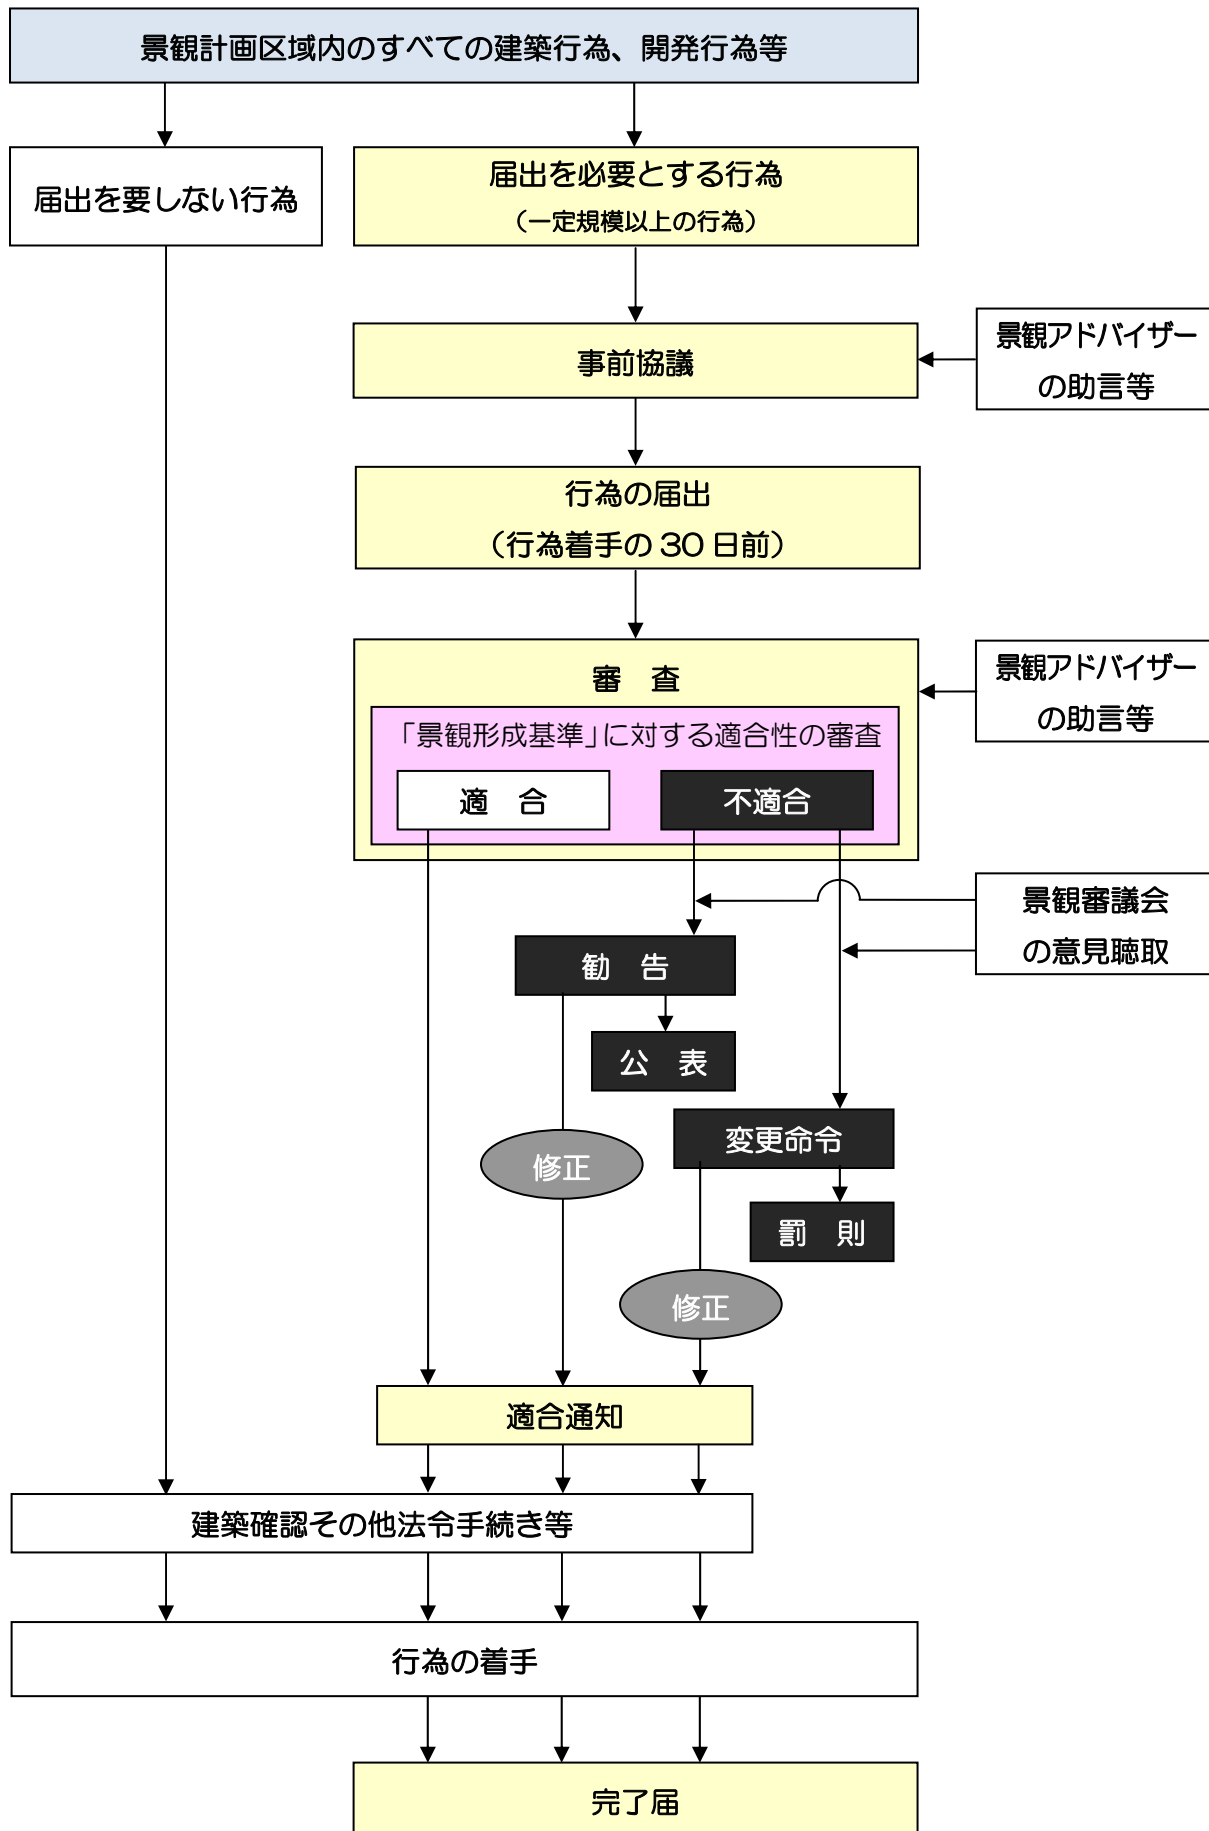 景観計画区域内のすべての建築行為、開発行為等
届出を要しない行為
届出を必要とする行為
（一定規模以上の行為）
事前協議
景観アドバイザー
の助言等
行為の届出
（行為着手の 30 日前）
審　査
景観アドバイザー
の助言等
「景観形成基準」に対する適合性の審査
適　合
不適合
景観審議会
の意見聴取
勧　告
公　表
変更命令
修正
罰　則
修正
適合通知
建築確認その他法令手続き等
行為の着手
完了届